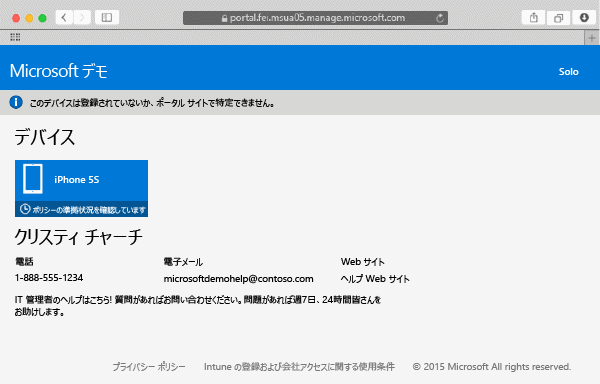 portal.fei.msua05.manage.microsoft.com
Microsoft デモ
Solo
このデバイスは登録されていないか、ポータル サイトで特定できません。
デバイス
iPhone 5S
ポリシーの準拠状況を確認しています
クリスティ チャーチ
電話 電子メール Web サイト
1-888-555-1234 microsoftdemohelp@contoso.com ヘルプ Web サイト
IT 管理者のヘルプはこちら! 質問があればお問い合わせください。問題があれば週7日、24時間皆さんを
お助けします。
プライバシー ポリシー Intune の登録および会社アクセスに関する使用条件 © 2015 Microsoft All rights reserved.